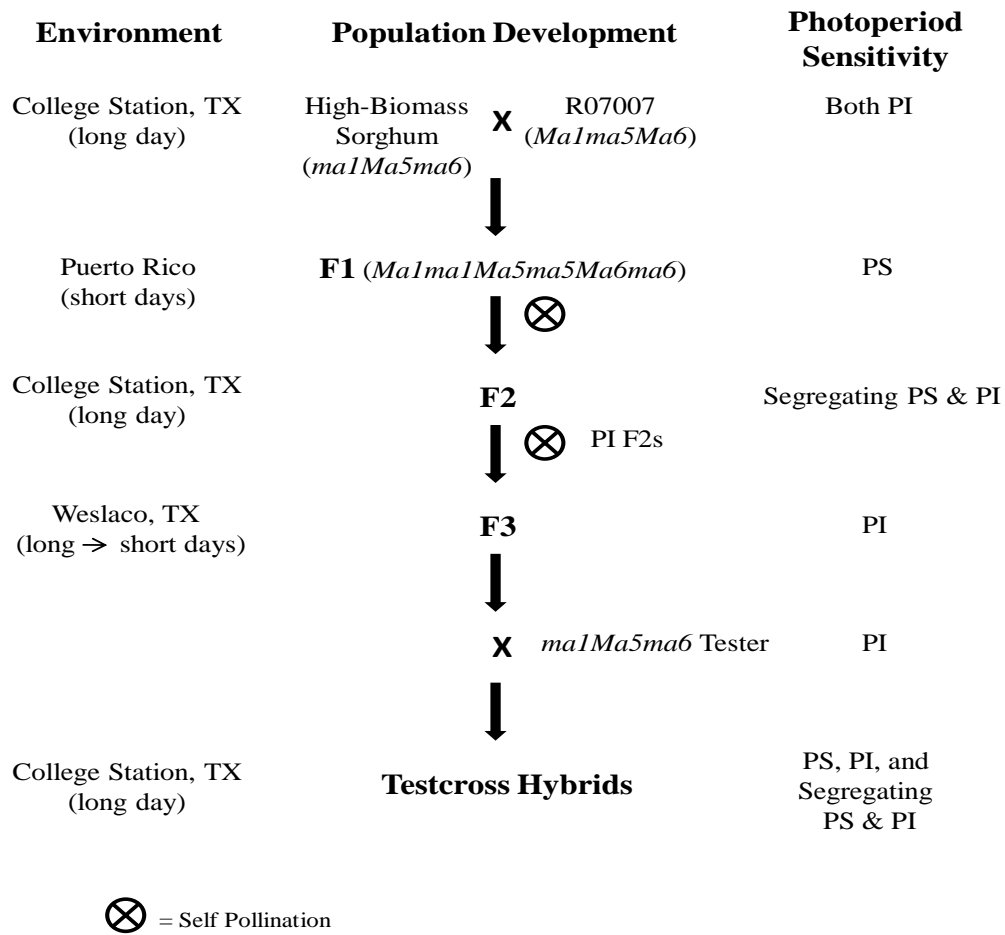 Environment
Population Development
Photoperiod
Sensitivity
College Station, TX
(long day)
High-Biomass
Sorghum
(ma1Ma5ma6)
X
R07007
(Ma1ma5Ma6)
Both PI
Puerto Rico
(short days)
F1 (Ma1ma1Ma5ma5Ma6ma6)
PS
College Station, TX
(long day)
F2
Segregating PS & PI
PI F2s
Weslaco, TX
(long → short days)
F3
PI
X ma1Ma5ma6 Tester
PI
College Station, TX
(long day)
Testcross Hybrids
PS, PI, and
Segregating
PS & PI
= Self Pollination